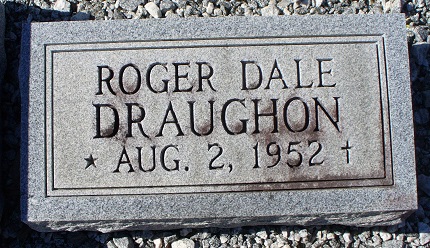 ROGER DALE
DRAUGHON
★ AUG. 2, 1952 †